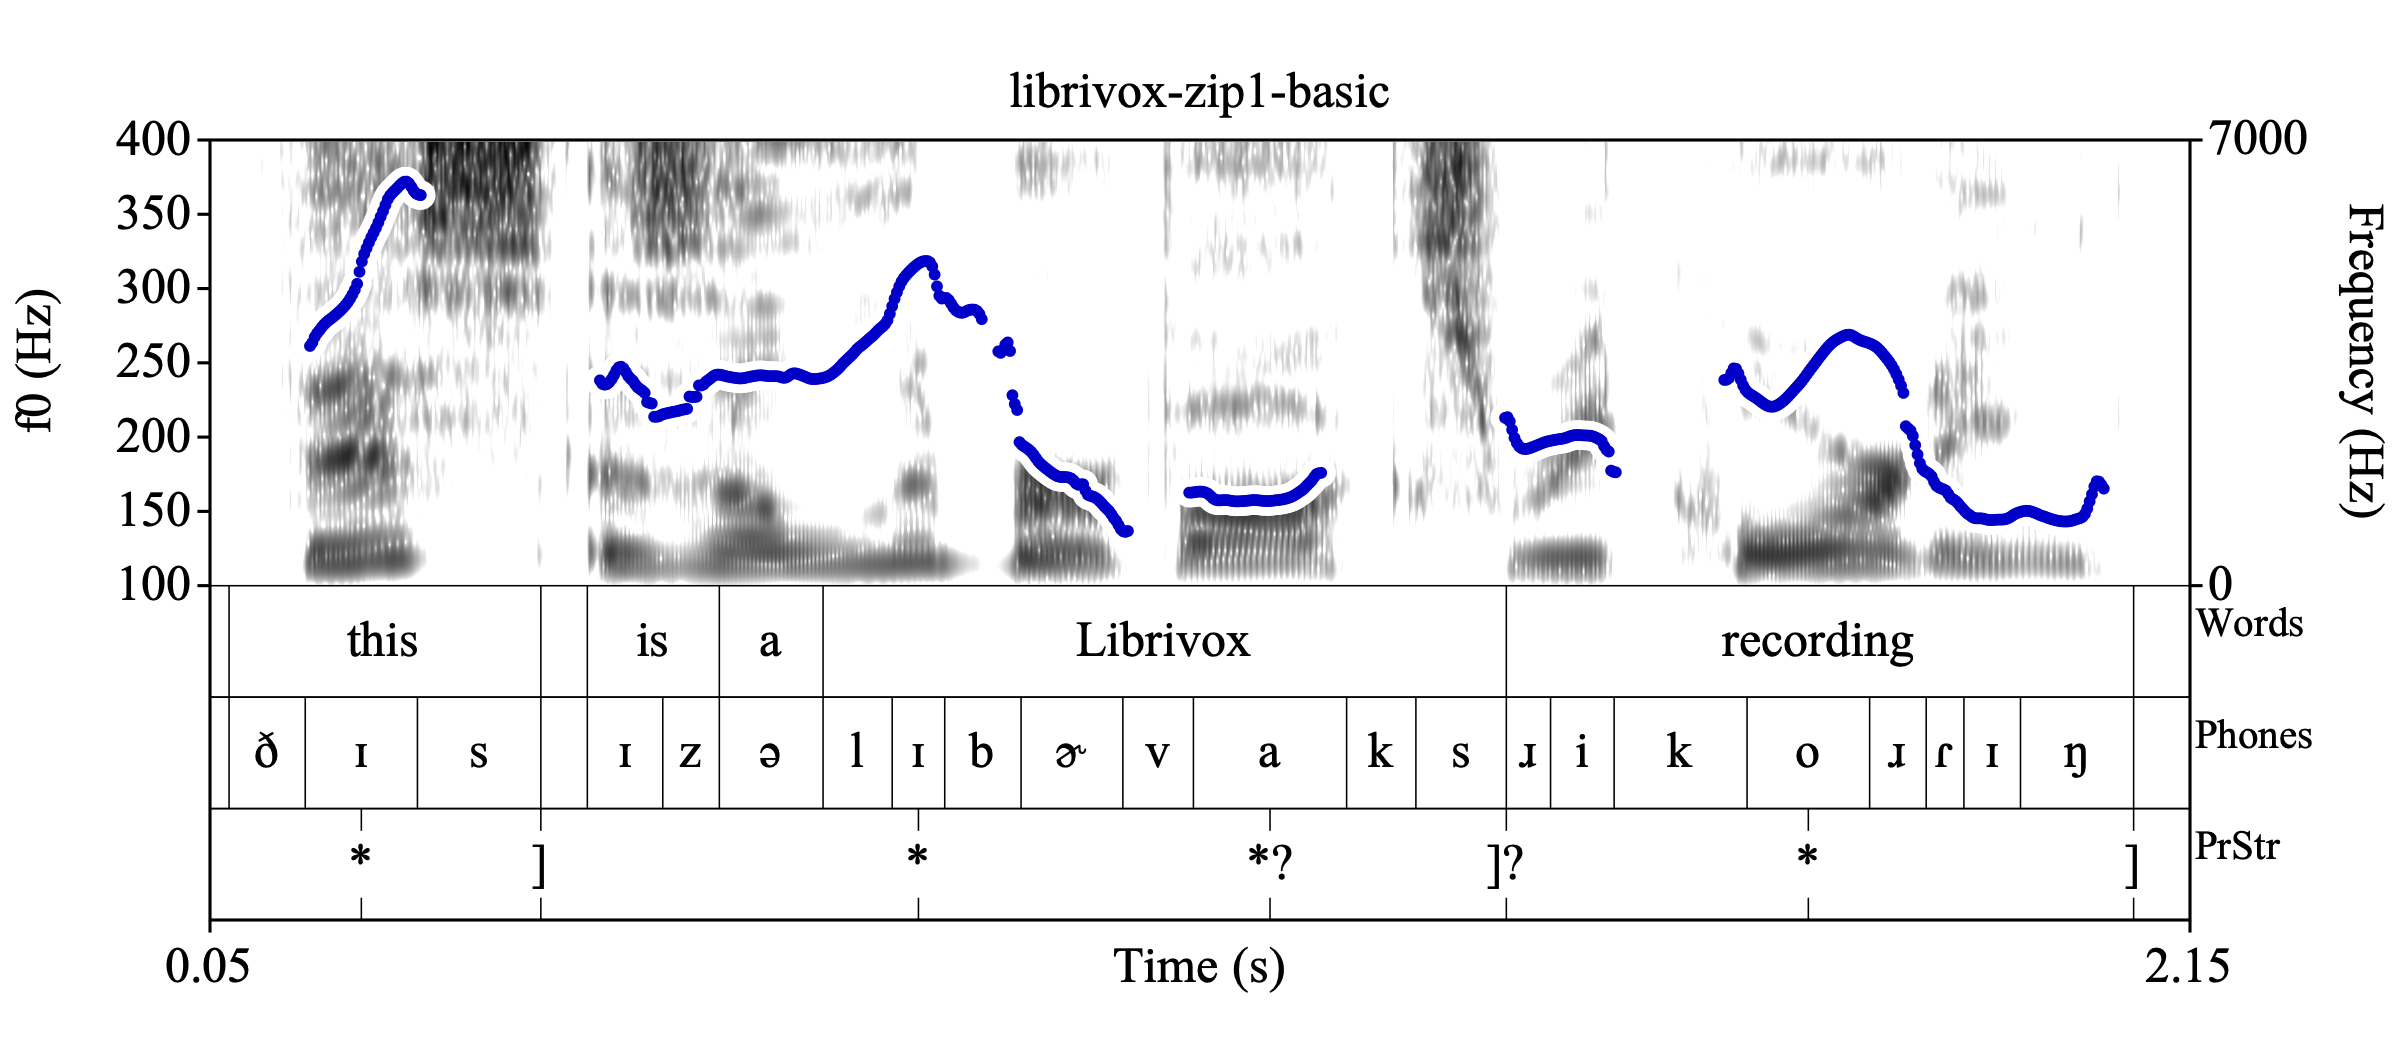 librivox-zip1-basic
400 7000
350
300
250
200
150
100 0
f0 (Hz)
Frequency (Hz)
this is a Librivox recording Words
ð ɪ s ɪ z ə l ɪ b ɚ v a k s ɹ i k o ɹ ɾ ɪ ŋ Phones
* ] * *? ]? * ] PrStr
0.05 Time (s) 2.15